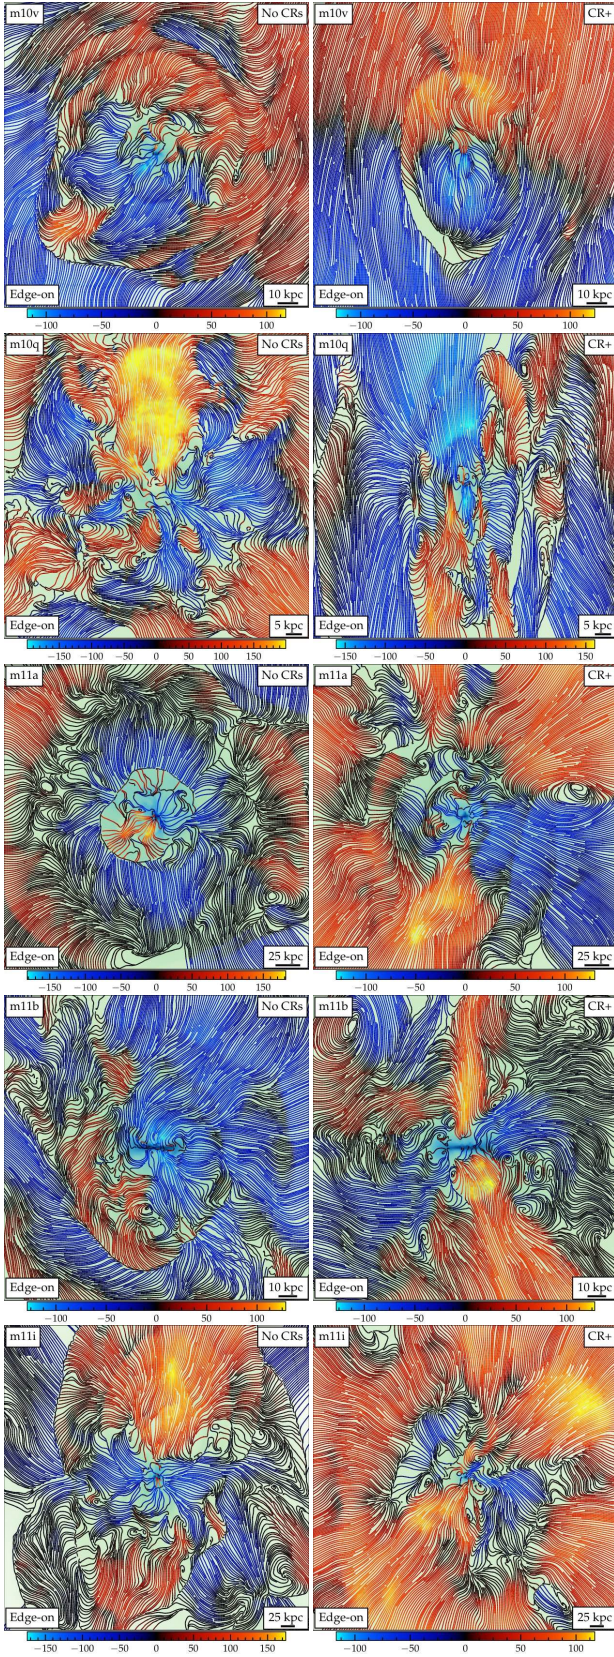 m10v No CRs m10v CR+
Edge-on 10 kpc Edge-on 10 kpc
−100 −50 0 50 100 −100 −50 0 50 100
m10q No CRs m10q CR+
Edge-on 5 kpc Edge-on 5 kpc
−150 −100 −50 0 50 100 150 −150 −100 −50 0 50 100 150
m11a No CRs m11a CR+
Edge-on 25 kpc Edge-on 25 kpc
−150 −100 −50 0 50 100 150 −100 −50 0 50 100
m11b No CRs m11b CR+
Edge-on 10 kpc Edge-on 10 kpc
−100 −50 0 50 100 −100 −50 0 50 100
m11i No CRs m11i CR+
Edge-on 25 kpc Edge-on 25 kpc
−150 −100 −50 0 50 100 150 −100 −50 0 50 100